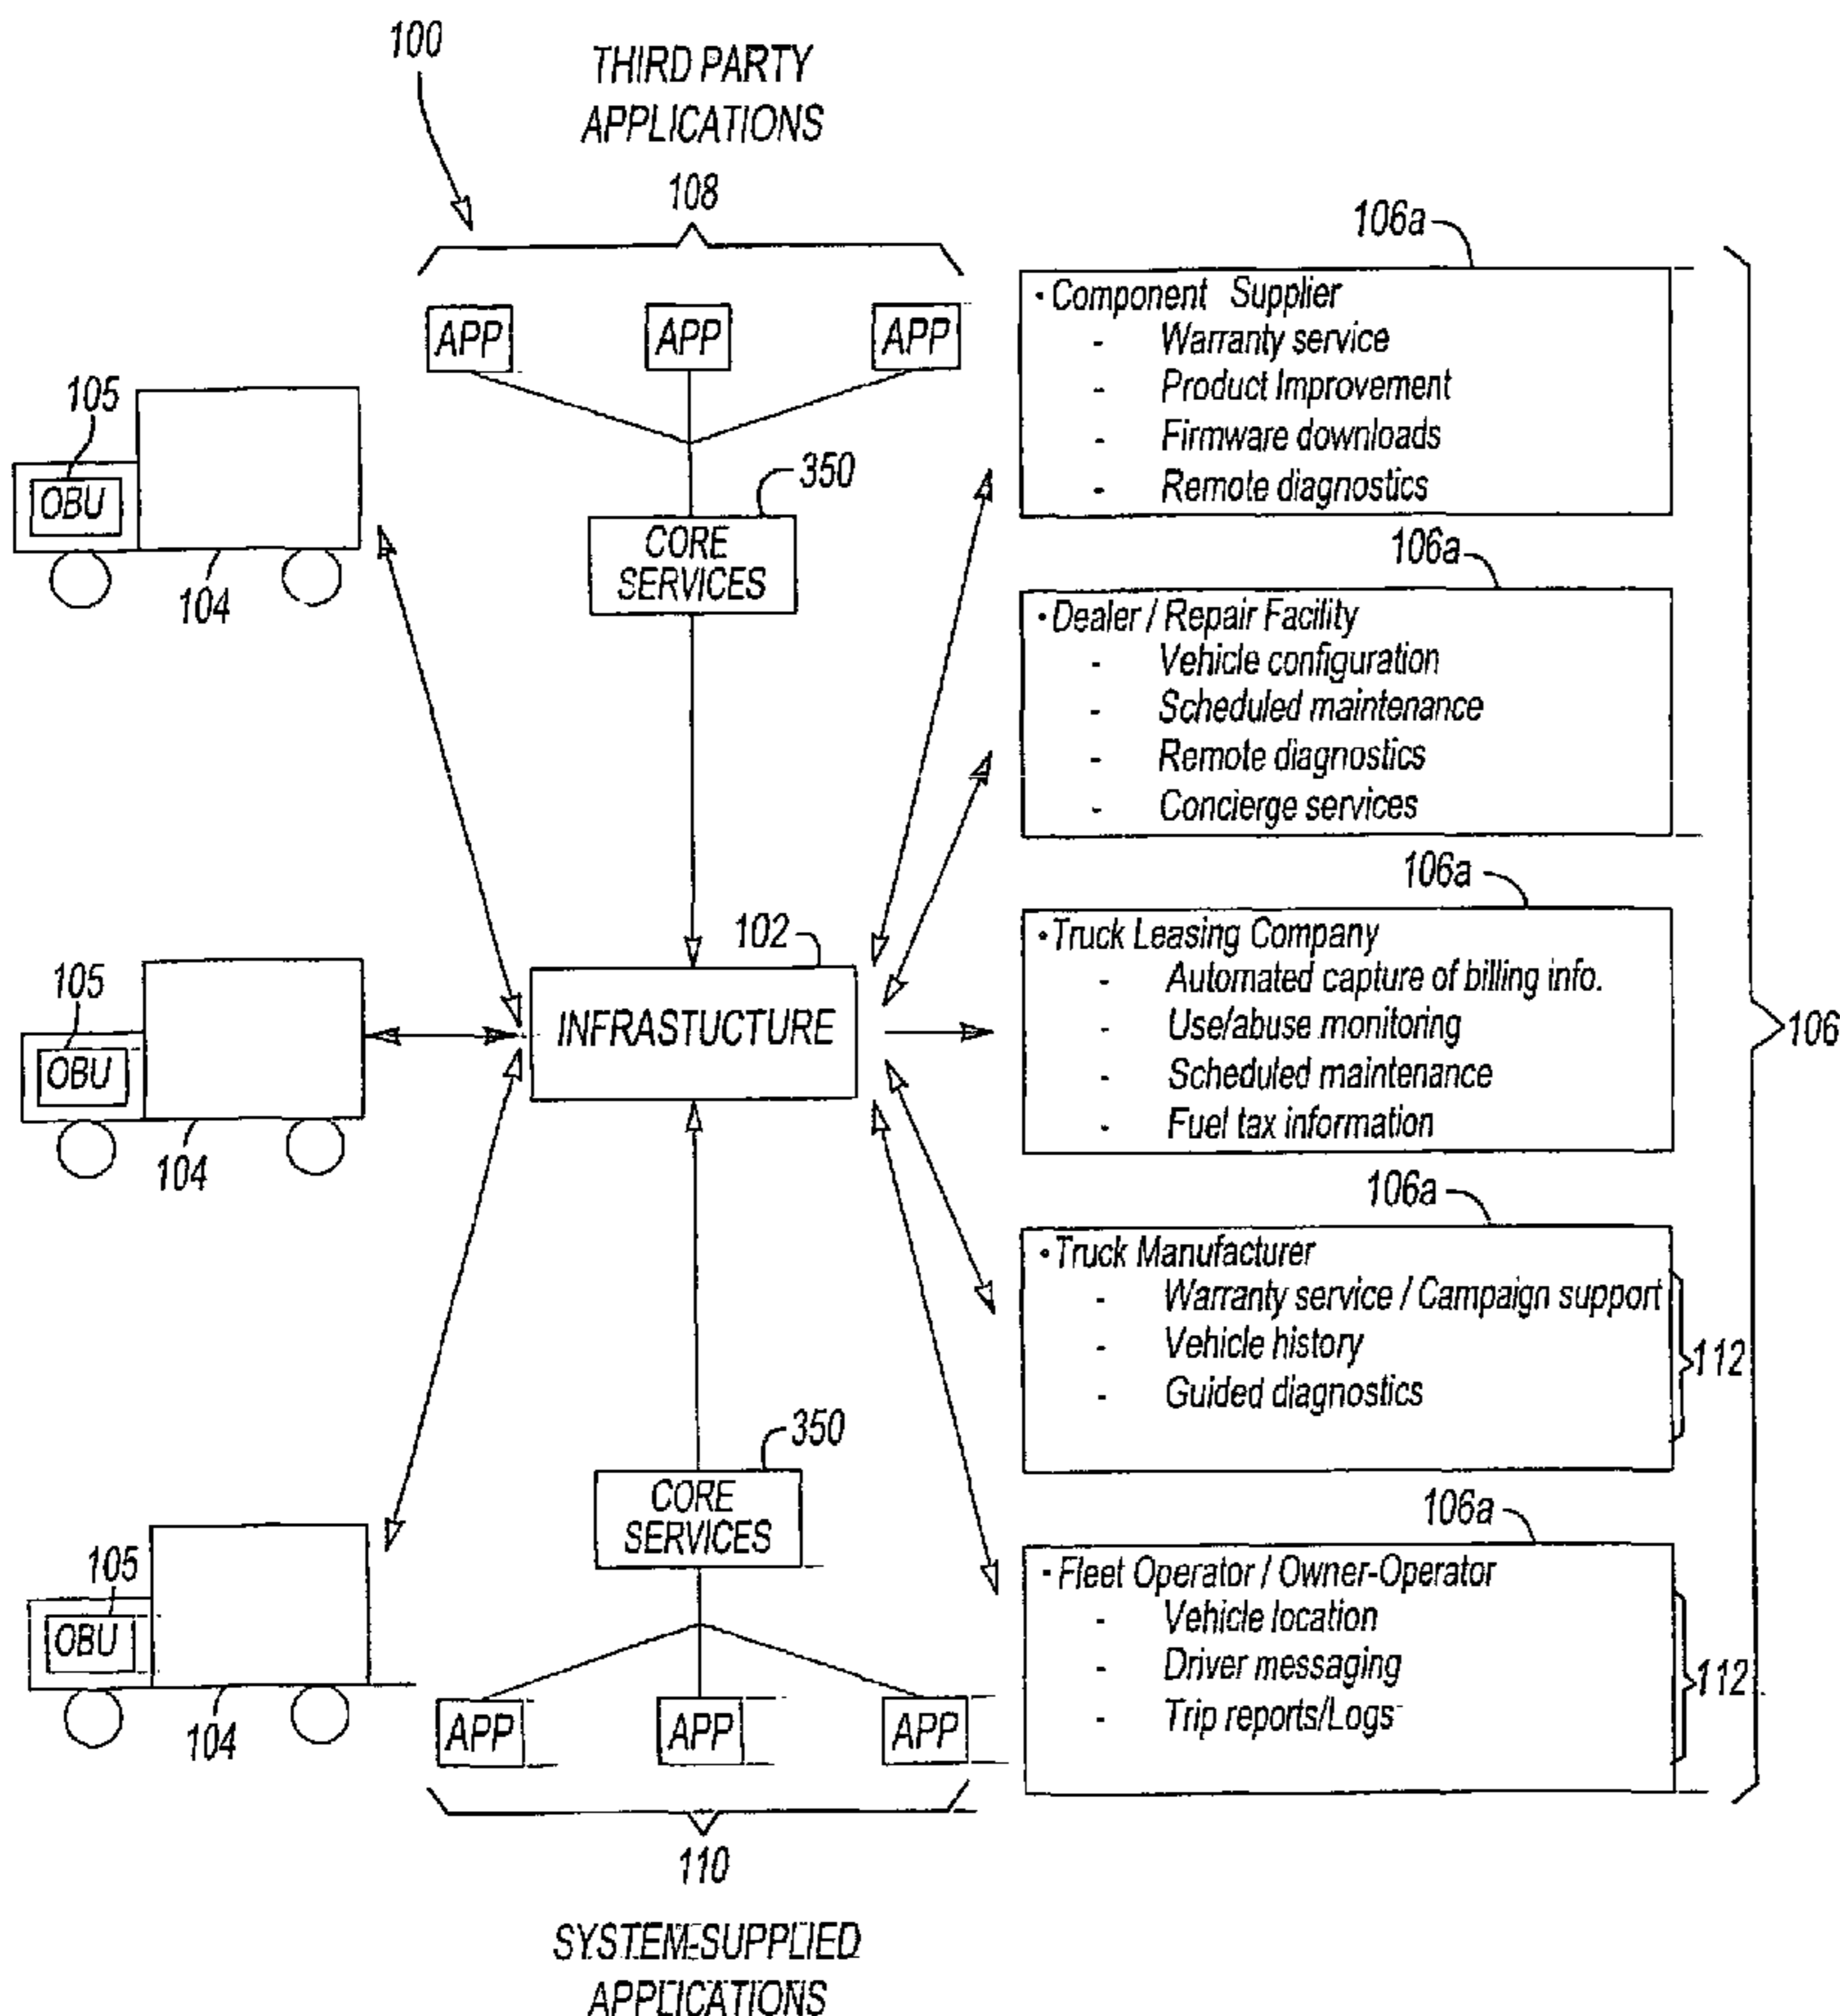 100
THIRD PARTY
APPLICATIONS
108
APP
APP
APP
350
CORE
SERVICES
105
OBU
104
102
INFRASTUCTURE
105
OBU
104
350
CORE
SERVICES
105
OBU
104
APP
APP
APP
110
SYSTEM-SUPPLIED
APPLICATIONS
106a
• Component Supplier
- Warranty service
- Product Improvement
- Firmware downloads
- Remote diagnostics
106a
• Dealer / Repair Facility
- Vehicle configuration
- Scheduled maintenance
- Remote diagnostics
- Concierge services
106a
• Truck Leasing Company
- Automated capture of billing info.
- Use/abuse monitoring
- Scheduled maintenance
- Fuel tax information
106
106a
• Truck Manufacturer
- Warranty service / Campaign support
- Vehicle history
- Guided diagnostics
112
106a
- Fleet Operator / Owner-Operator
- Vehicle location
- Driver messaging
- Trip reports/Logs
112